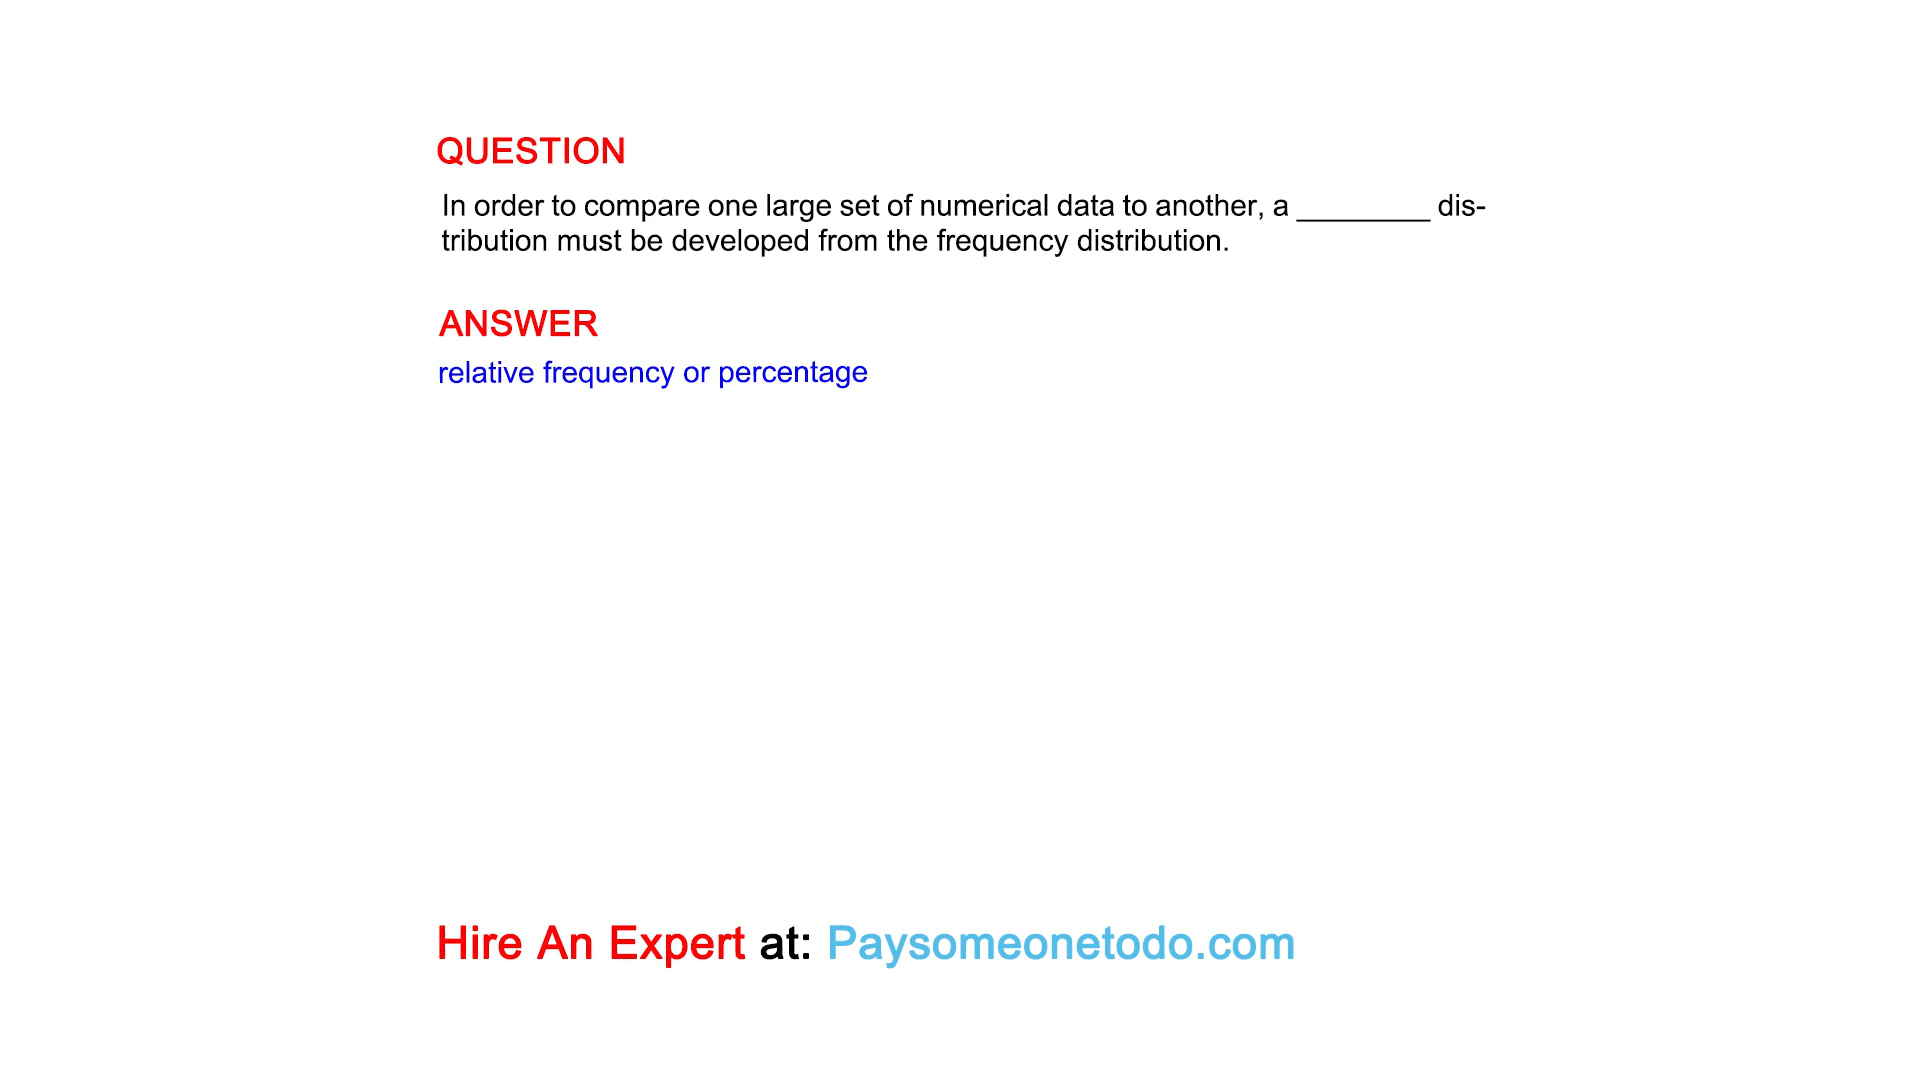 QUESTION
In order to compare one large set of numerical data to another, a ________ dis-
tribution must be developed from the frequency distribution.
ANSWER
relative frequency or percentage
Hire An Expert at: Paysomeonetodo.com